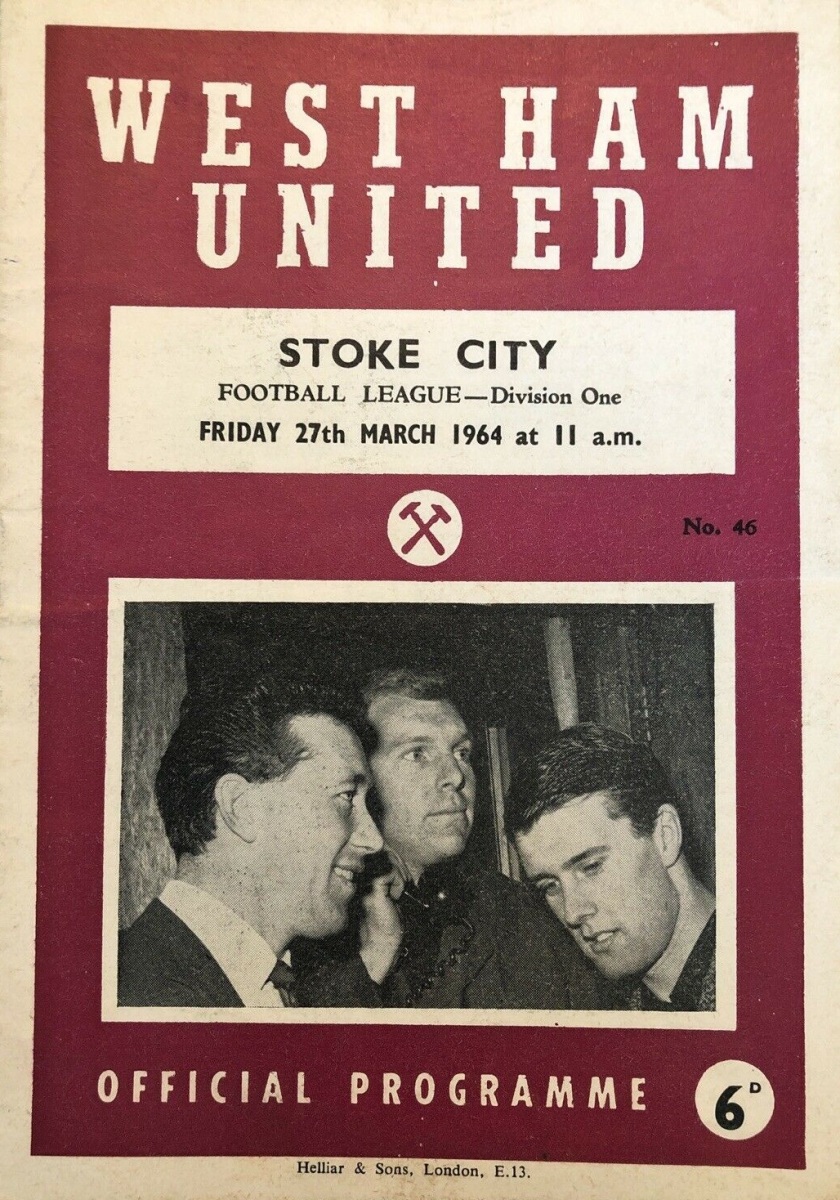 WEST HAM
UNITED
STOKE CITY
FOOTBALL LEAGUE—Division One
FRIDAY 27th MARCH 1964 at 11 a.m.
No. 46
OFFICIAL PROGRAMME
6D
Helliar & Sons, London, E.13.